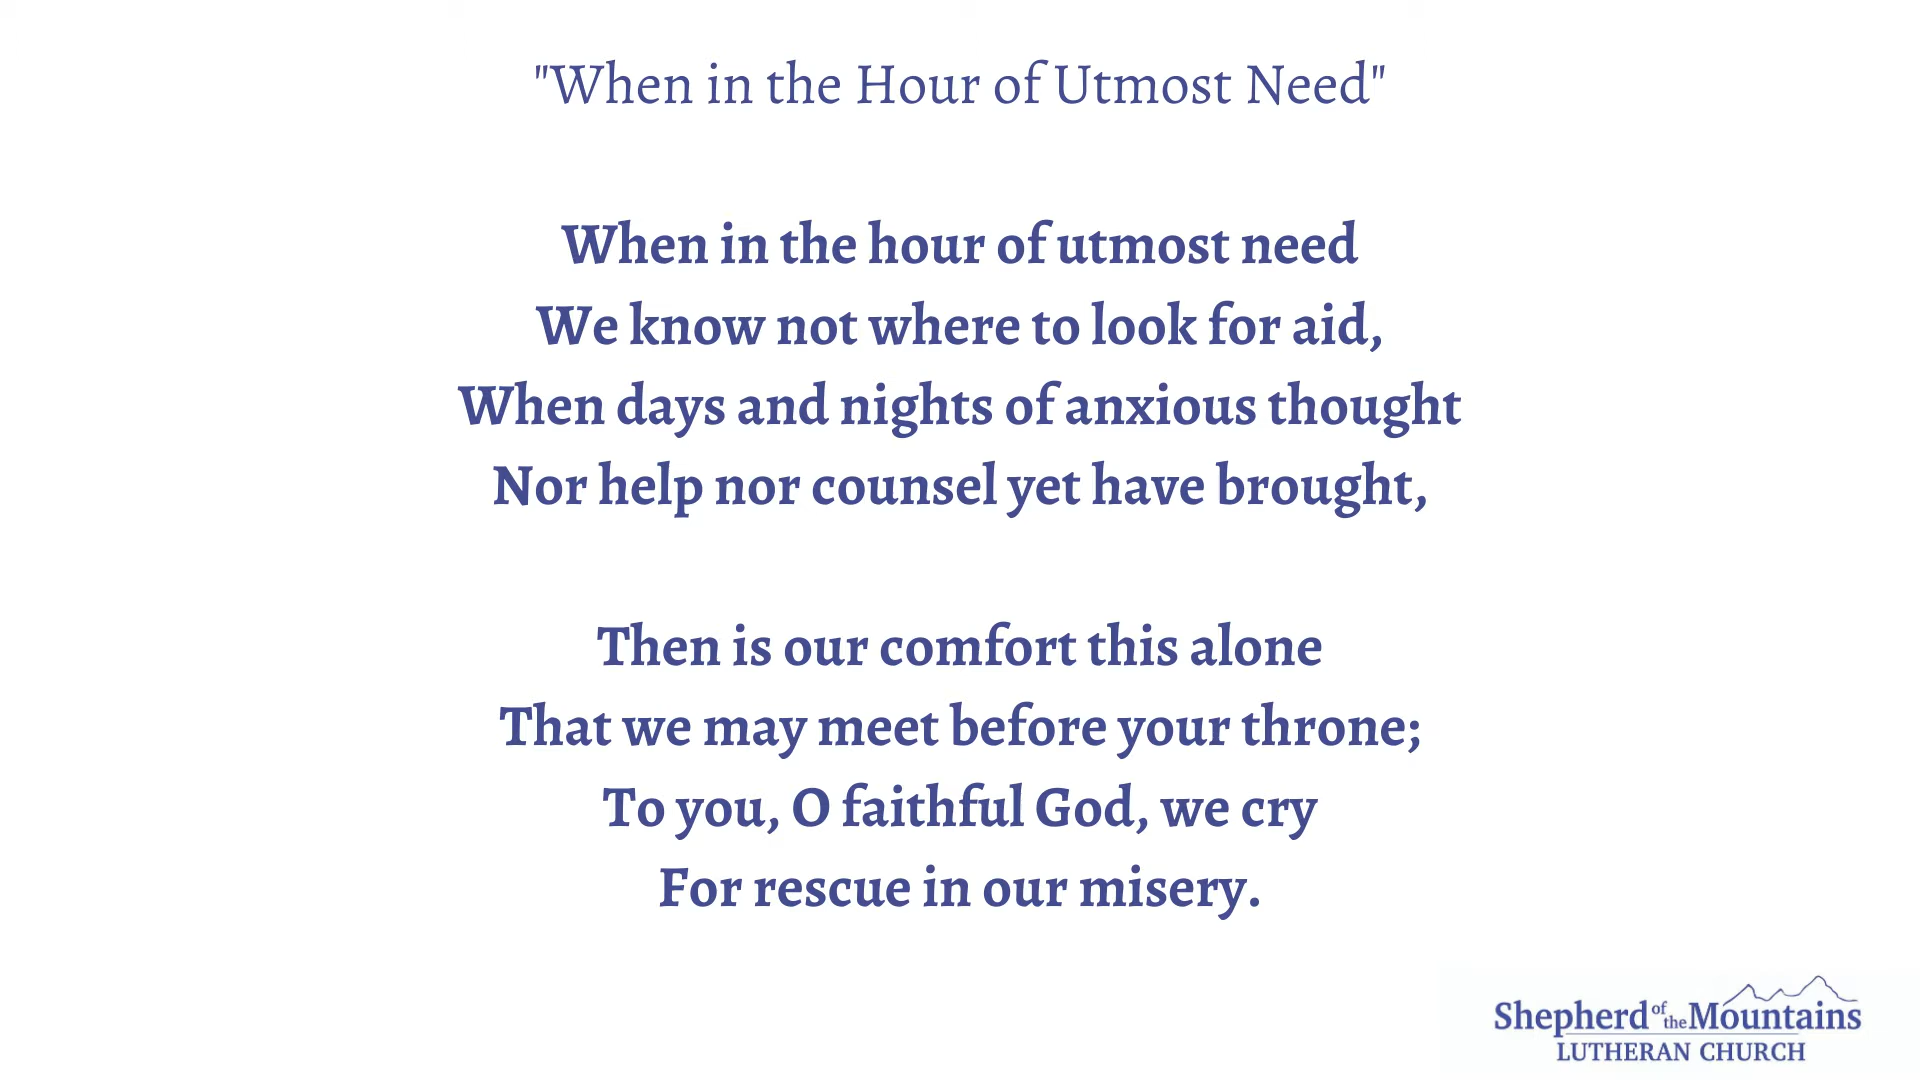 "When in the Hour of Utmost Need"
When in the hour of utmost need
We know not where to look for aid,
When days and nights of anxious thought
Nor help nor counsel yet have brought,
Then is our comfort this alone
That we may meet before your throne;
To you, O faithful God, we cry
For rescue in our misery.
Shepherd of the Mountains
LUTHERAN CHURCH